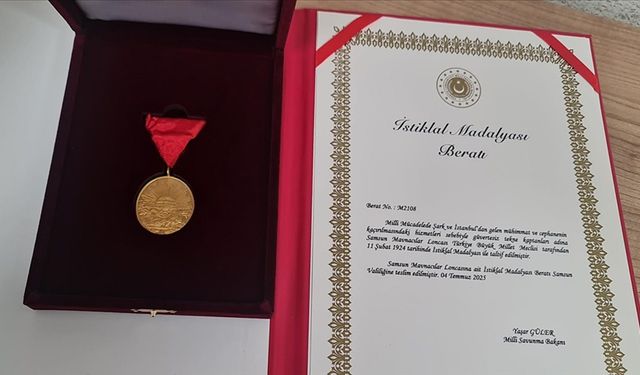 İstiklal Madalyası
Beratı
Berat No. : M2108
Milli Mücadelede Şark ve İstanbul'dan gelen mühimmat ve cephanenin
kaçırılmasındaki hizmetleri sebebiyle güvertesiz tekne kaptanları adına
Samsun Mavnacılar Loncası Türkiye Büyük Millet Meclisi tarafından
11 Şubat 1924 tarihinde İstiklal Madalyası ile taltif edilmiştir.
Samsun Mavnacılar Loncasına ait İstiklal Madalyası Beratı Samsun
Valiliğine teslim edilmiştir. 04 Temmuz 2025
Yaşar GÜLER
Milli Savunma Bakanı